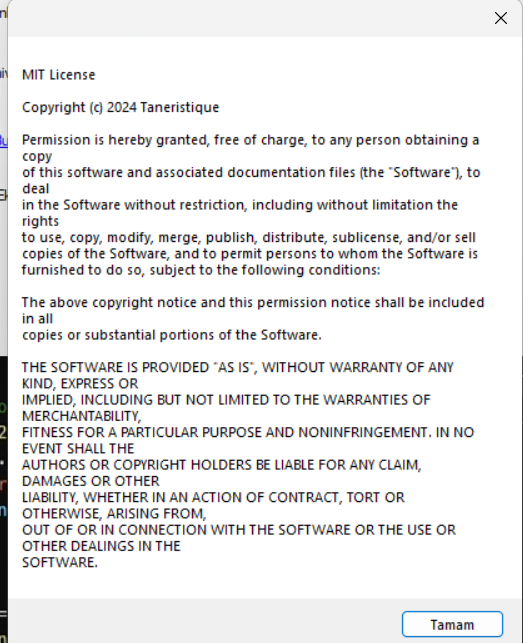 MIT License
Copyright (c) 2024 Taneristique
Permission is hereby granted, free of charge, to any person obtaining a
copy
of this software and associated documentation files (the "Software"), to
deal
in the Software without restriction, including without limitation the
rights
to use, copy, modify, merge, publish, distribute, sublicense, and/or sell
copies of the Software, and to permit persons to whom the Software is
furnished to do so, subject to the following conditions:
The above copyright notice and this permission notice shall be included
in all
copies or substantial portions of the Software.
THE SOFTWARE IS PROVIDED "AS IS", WITHOUT WARRANTY OF ANY
KIND, EXPRESS OR
IMPLIED, INCLUDING BUT NOT LIMITED TO THE WARRANTIES OF
MERCHANTABILITY,
FITNESS FOR A PARTICULAR PURPOSE AND NONINFRINGEMENT. IN NO
EVENT SHALL THE
AUTHORS OR COPYRIGHT HOLDERS BE LIABLE FOR ANY CLAIM,
DAMAGES OR OTHER
LIABILITY, WHETHER IN AN ACTION OF CONTRACT, TORT OR
OTHERWISE, ARISING FROM,
OUT OF OR IN CONNECTION WITH THE SOFTWARE OR THE USE OR
OTHER DEALINGS IN THE
SOFTWARE.
Tamam